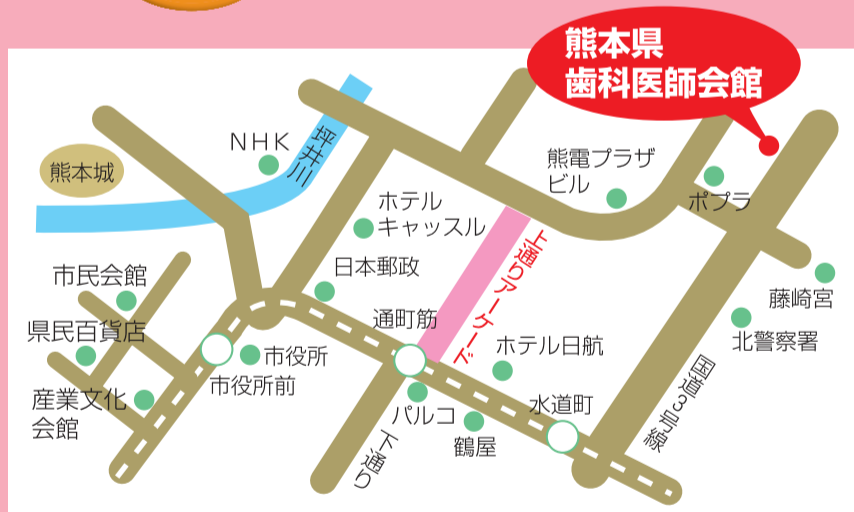 熊本県
歯科医師会館
NHK
坪井川
熊本城
熊電プラザ
ビル
ポプラ
ホテル
キャッスル
上通りアーケード
日本郵政
市民会館
藤崎宮
通町筋
県民百貨店
北警察署
市役所
ホテル日航
市役所前
国道3号線
産業文化
会館
パルコ
水道町
鶴屋
下通り